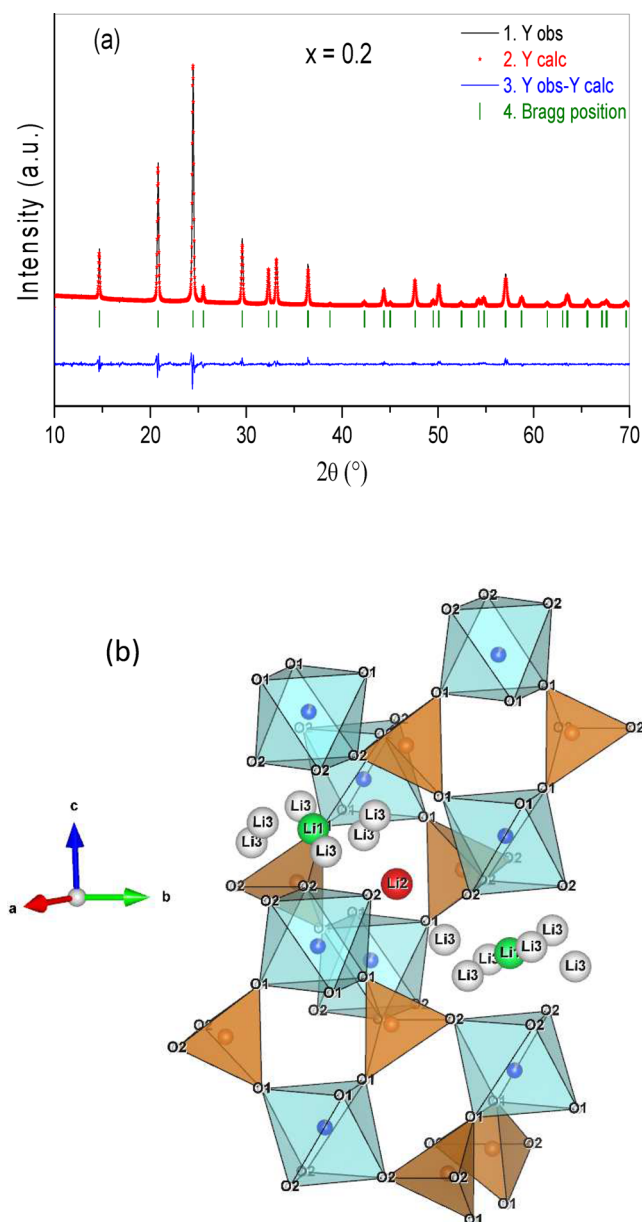 (a)
x = 0.2
1. Y obs
2. Y calc
3. Y obs-Y calc
4. Bragg position
Intensity (a.u.)
10 20 30 40 50 60 70
2θ (°)
(b)
c
a
b
O2 O2 O2
O2 O1
O1 O1 O1 O1
O2 O2 O2
O2 O2 O2
O1 O1
O1 O1
Li3 Li3
Li3 Li1 Li3
Li3 Li3
O2 O2 O2 Li2
O1
Li3 Li3
Li3 Li1 Li3
Li3 Li3
O1 O1 O1
O2 O2 O2
O2 O2
O1 O1
O1 O1 O1
O2 O2 O2
O2 O2
O1